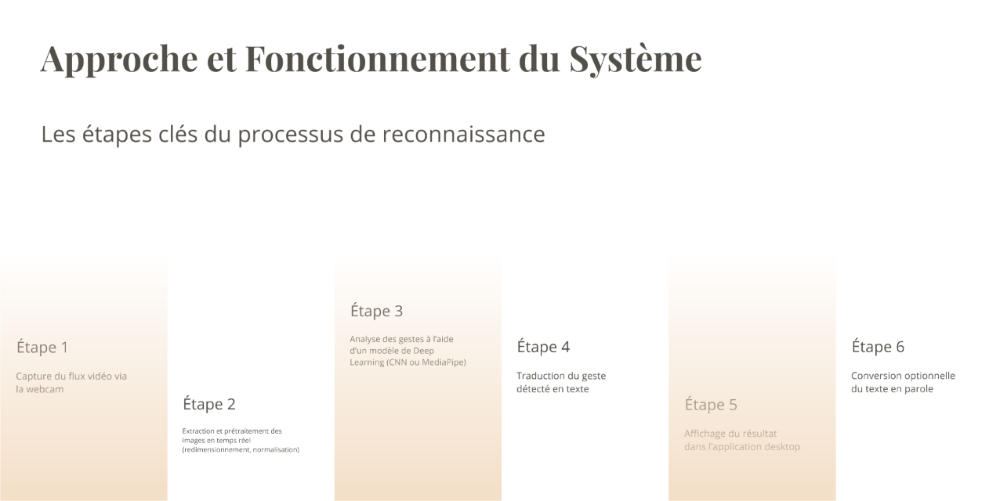 Approche et Fonctionnement du Système
Les étapes clés du processus de reconnaissance
Étape 1
Capture du flux vidéo via
la webcam
Étape 2
Extraction et prétraitement des
images en temps réel
(redimensionnement, normalisation)
Étape 3
Analyse des gestes à l’aide
d’un modèle de Deep
Learning (CNN ou MediaPipe)
Étape 4
Traduction du geste
détecté en texte
Étape 5
Affichage du résultat
dans l’application desktop
Étape 6
Conversion optionnelle
du texte en parole